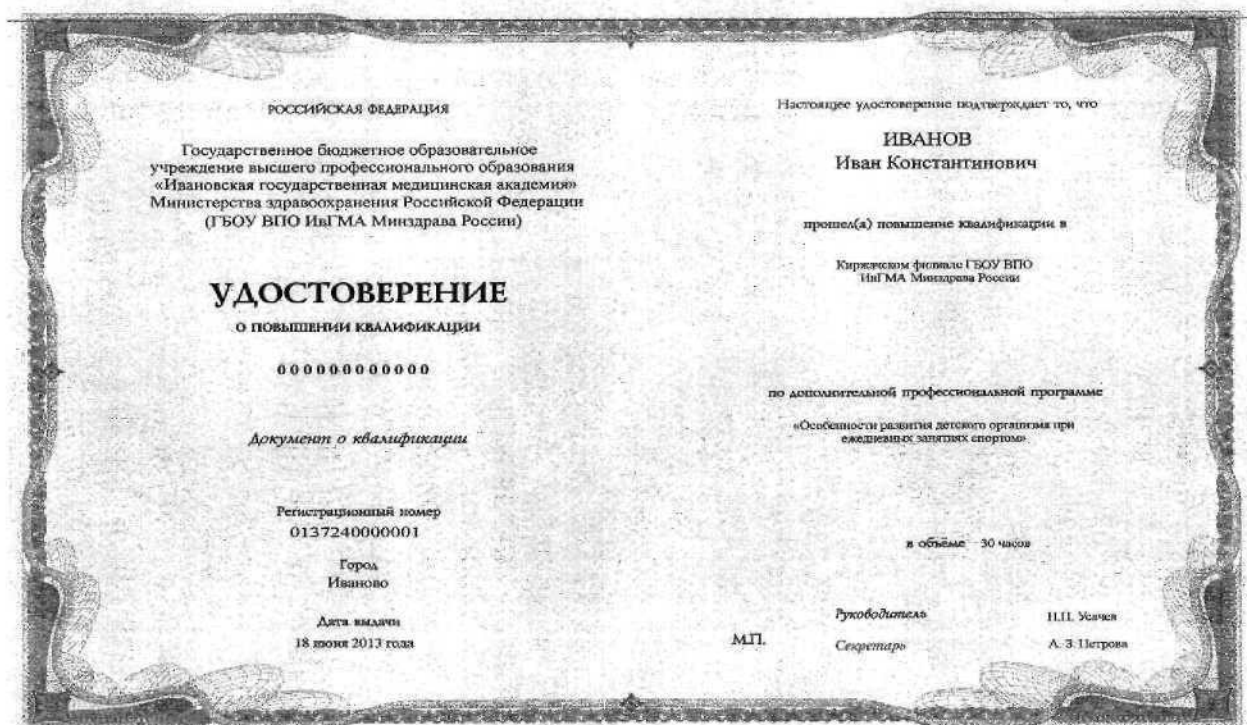 РОССИЙСКАЯ ФЕДЕРАЦИЯ
Государственное бюджетное образовательное
учреждение высшего профессионального образования
«Ивановская государственная медицинская академия»
Министерства здравоохранения Российской Федерации
(ГБОУ ВПО ИвГМА Минздрава России)
УДОСТОВЕРЕНИЕ
О ПОВЫШЕНИИ КВАЛИФИКАЦИИ
000000000000
Документ о квалификации
Регистрационный номер
0137240000001
Город
Иваново
Дата выдачи
18 июня 2013 года
Настоящее удостоверение подтверждает то, что
ИВАНОВ
Иван Константинович
прошел(а) повышение квалификации в
Киржачском филиале ГБОУ ВПО
ИвГМА Минздрава России
по дополнительной профессиональной программе
«Особенности развития детского организма при
ежедневных занятиях спортом»
в объёме 30 часов
Руководитель Н.П. Усачев
М.П.
Секретарь А. З. Петрова